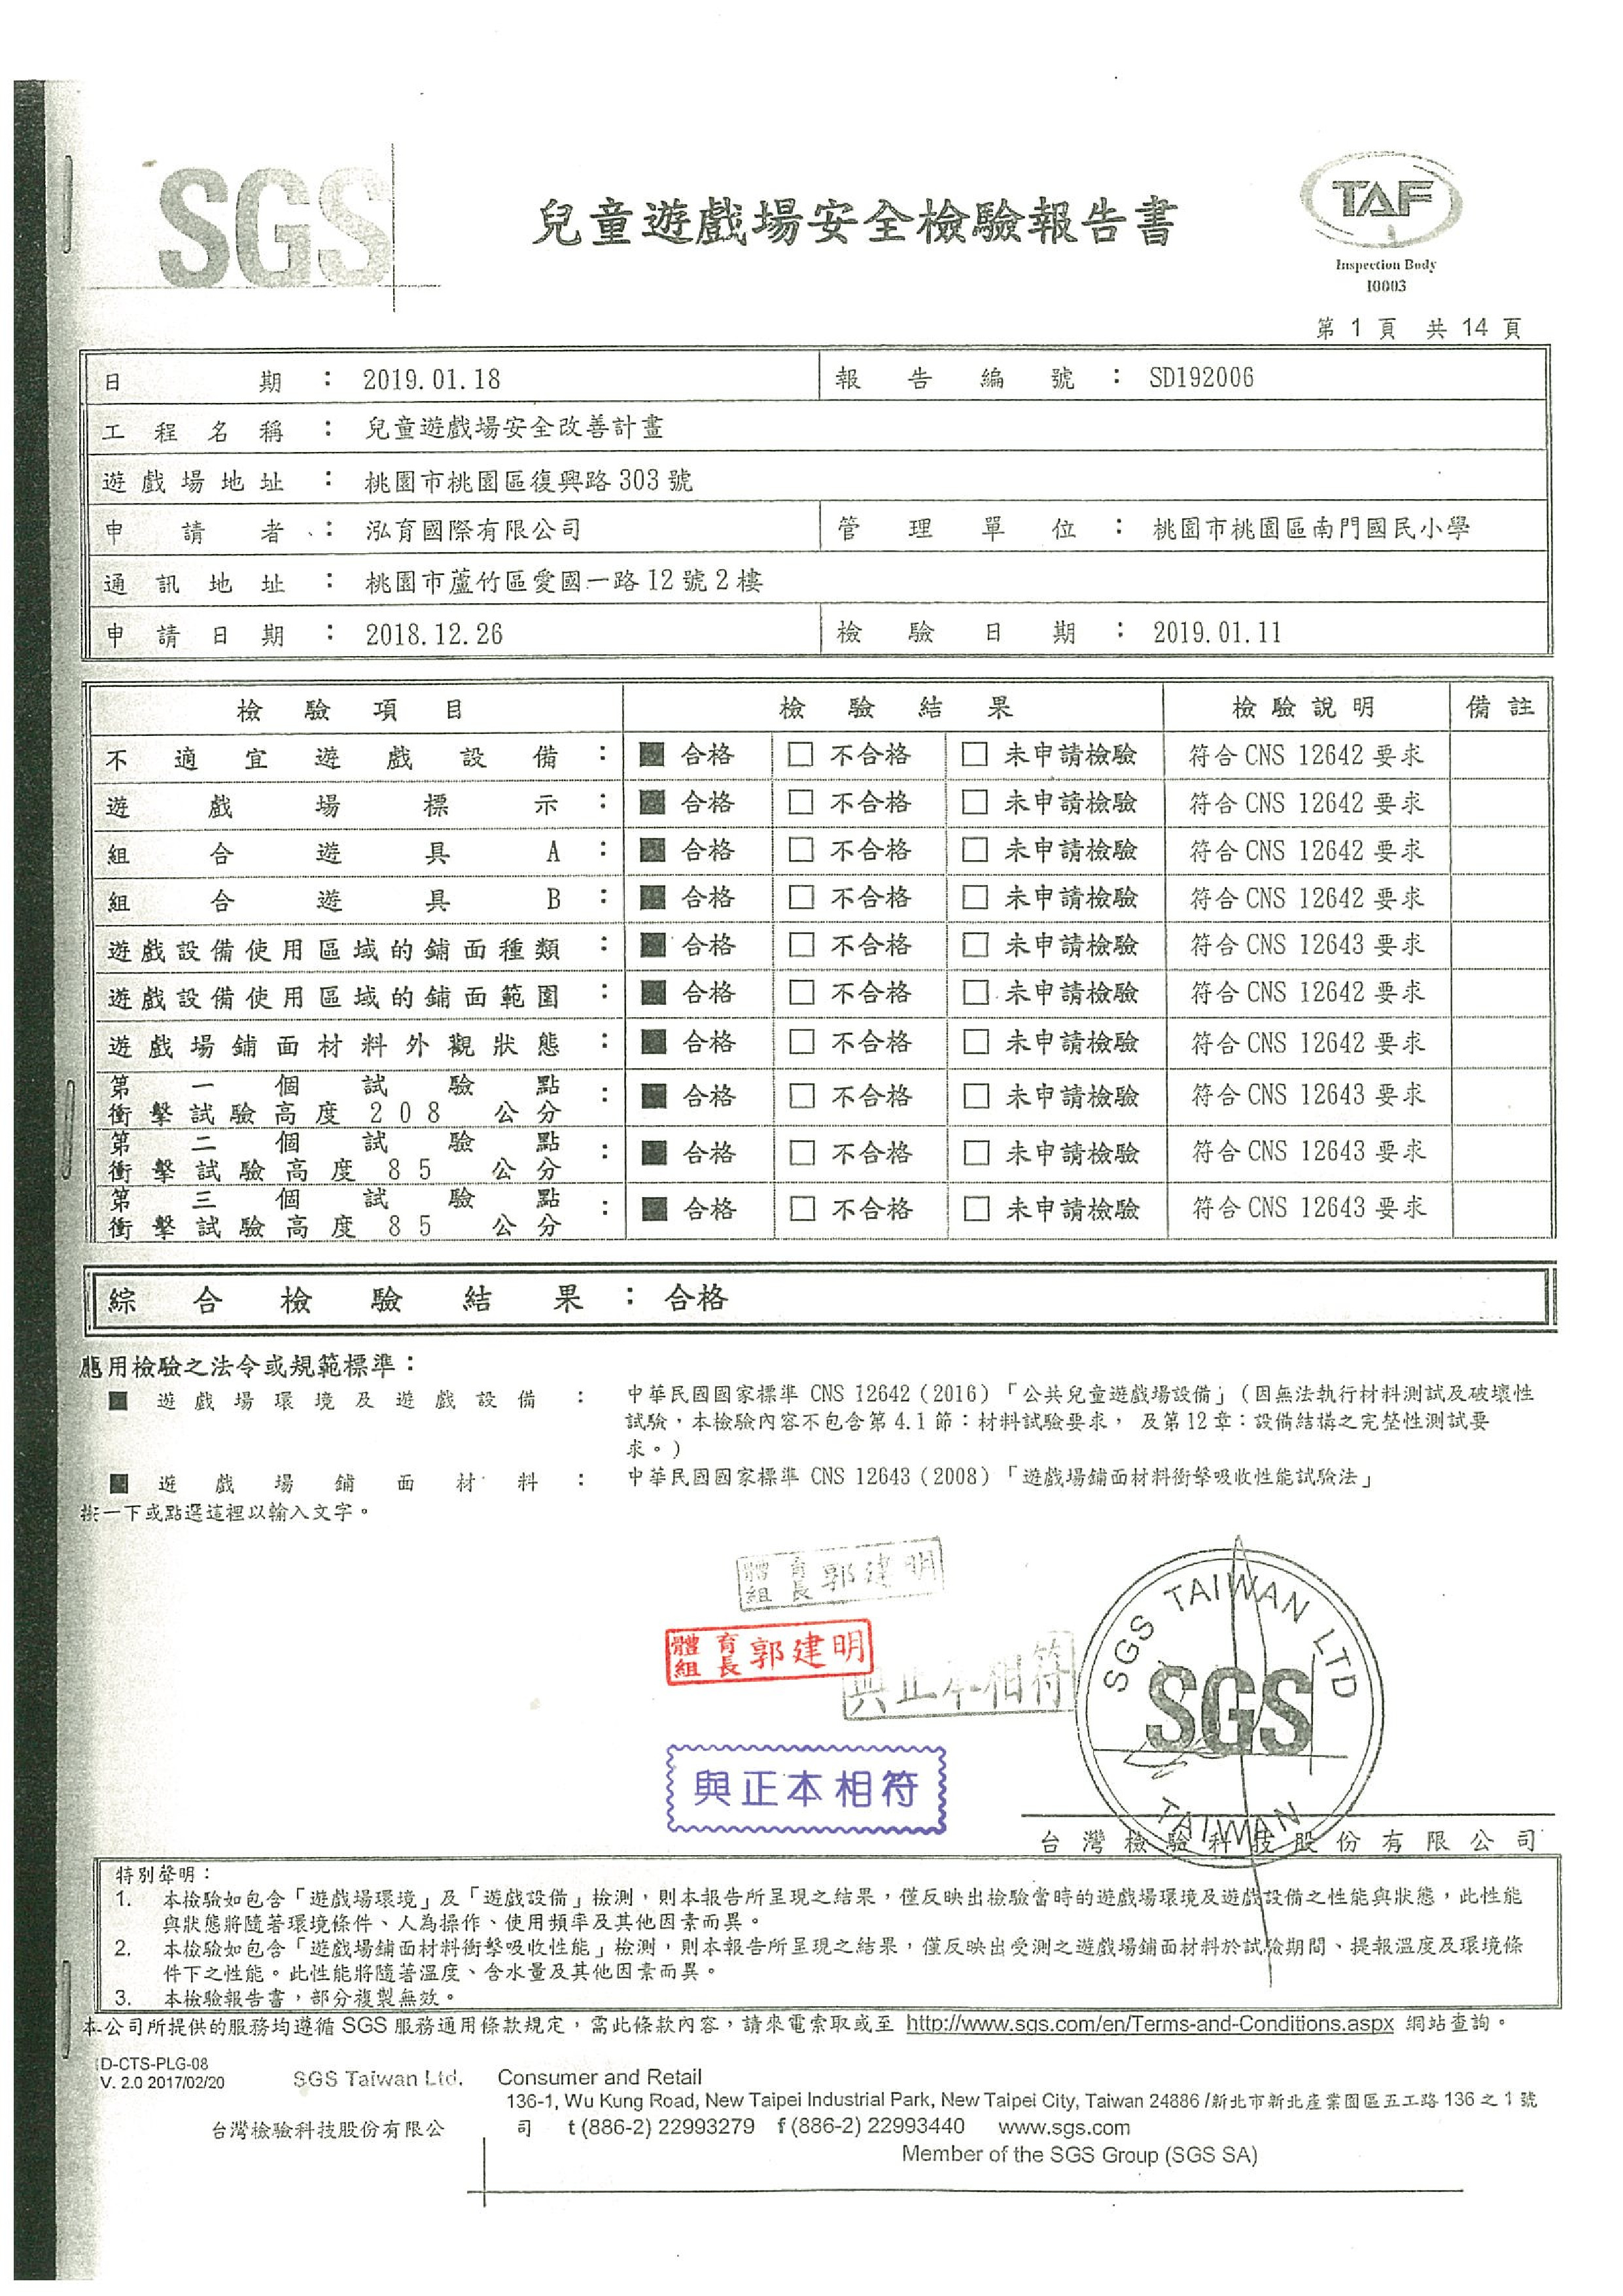 SGS
兒童遊戲場安全檢驗報告書
TAF
Inspection Body
I0003
第 1 頁 共 14 頁
日期：2019.01.18 報告編號：SD192006
工程名稱：兒童遊戲場安全改善計畫
遊戲場地址：桃園市桃園區復興路 303 號
申請者：泓育國際有限公司 管理單位：桃園市桃園區南門國民小學
通訊地址：桃園市蘆竹區愛國一路 12 號 2 樓
申請日期：2018.12.26 檢驗日期：2019.01.11
檢驗項目 檢驗結果 檢驗說明 備註
不適宜遊戲設備：■ 合格 □ 不合格 □ 未申請檢驗 符合 CNS 12642 要求
遊戲場標示：■ 合格 □ 不合格 □ 未申請檢驗 符合 CNS 12642 要求
組合遊具A：■ 合格 □ 不合格 □ 未申請檢驗 符合 CNS 12642 要求
組合遊具B：■ 合格 □ 不合格 □ 未申請檢驗 符合 CNS 12642 要求
遊戲設備使用區域的鋪面種類：■ 合格 □ 不合格 □ 未申請檢驗 符合 CNS 12643 要求
遊戲設備使用區域的鋪面範圍：■ 合格 □ 不合格 □ 未申請檢驗 符合 CNS 12642 要求
遊戲場鋪面材料外觀狀態：■ 合格 □ 不合格 □ 未申請檢驗 符合 CNS 12642 要求
第一個試驗點
衝擊試驗高度 208 公分：■ 合格 □ 不合格 □ 未申請檢驗 符合 CNS 12643 要求
第二個試驗點
衝擊試驗高度 85 公分：■ 合格 □ 不合格 □ 未申請檢驗 符合 CNS 12643 要求
第三個試驗點
衝擊試驗高度 85 公分：■ 合格 □ 不合格 □ 未申請檢驗 符合 CNS 12643 要求
綜合檢驗結果：合格
應用檢驗之法令或規範標準：
■ 遊戲場環境及遊戲設備：中華民國國家標準 CNS 12642 (2016)「公共兒童遊戲場設備」(因無法執行材料測試及破壞性
試驗，本檢驗內容不包含第 4.1 節：材料試驗要求， 及第 12 章：設備結構之完整性測試要
求。)
■ 遊戲場鋪面材料：中華民國國家標準 CNS 12643 (2008)「遊戲場鋪面材料衝擊吸收性能試驗法」
按一下或點選這裡以輸入文字。
體育組長 郭建明
體育組長 郭建明
與正本相符
與正本相符
SGS TAIWAN LTD
SGS
TAIWAN
台灣檢驗科技股份有限公司
特別聲明：
1. 本檢驗如包含「遊戲場環境」及「遊戲設備」檢測，則本報告所呈現之結果，僅反映出檢驗當時的遊戲場環境及遊戲設備之性能與狀態，此性能
與狀態將隨著環境條件、人為操作、使用頻率及其他因素而異。
2. 本檢驗如包含「遊戲場鋪面材料衝擊吸收性能」檢測，則本報告所呈現之結果，僅反映出受測之遊戲場鋪面材料於試驗期間、提報溫度及環境條
件下之性能。此性能將隨著溫度、含水量及其他因素而異。
3. 本檢驗報告書，部分複製無效。
本公司所提供的服務均遵循 SGS 服務通用條款規定，需此條款內容，請來電索取或至 http://www.sgs.com/en/Terms-and-Conditions.aspx 網站查詢。
ID-CTS-PLG-08
V. 2.0 2017/02/20
SGS Taiwan Ltd. Consumer and Retail
136-1, Wu Kung Road, New Taipei Industrial Park, New Taipei City, Taiwan 24886 /新北市新北產業園區五工路 136 之 1 號
台灣檢驗科技股份有限公司 t (886-2) 22993279 f (886-2) 22993440 www.sgs.com
Member of the SGS Group (SGS SA)